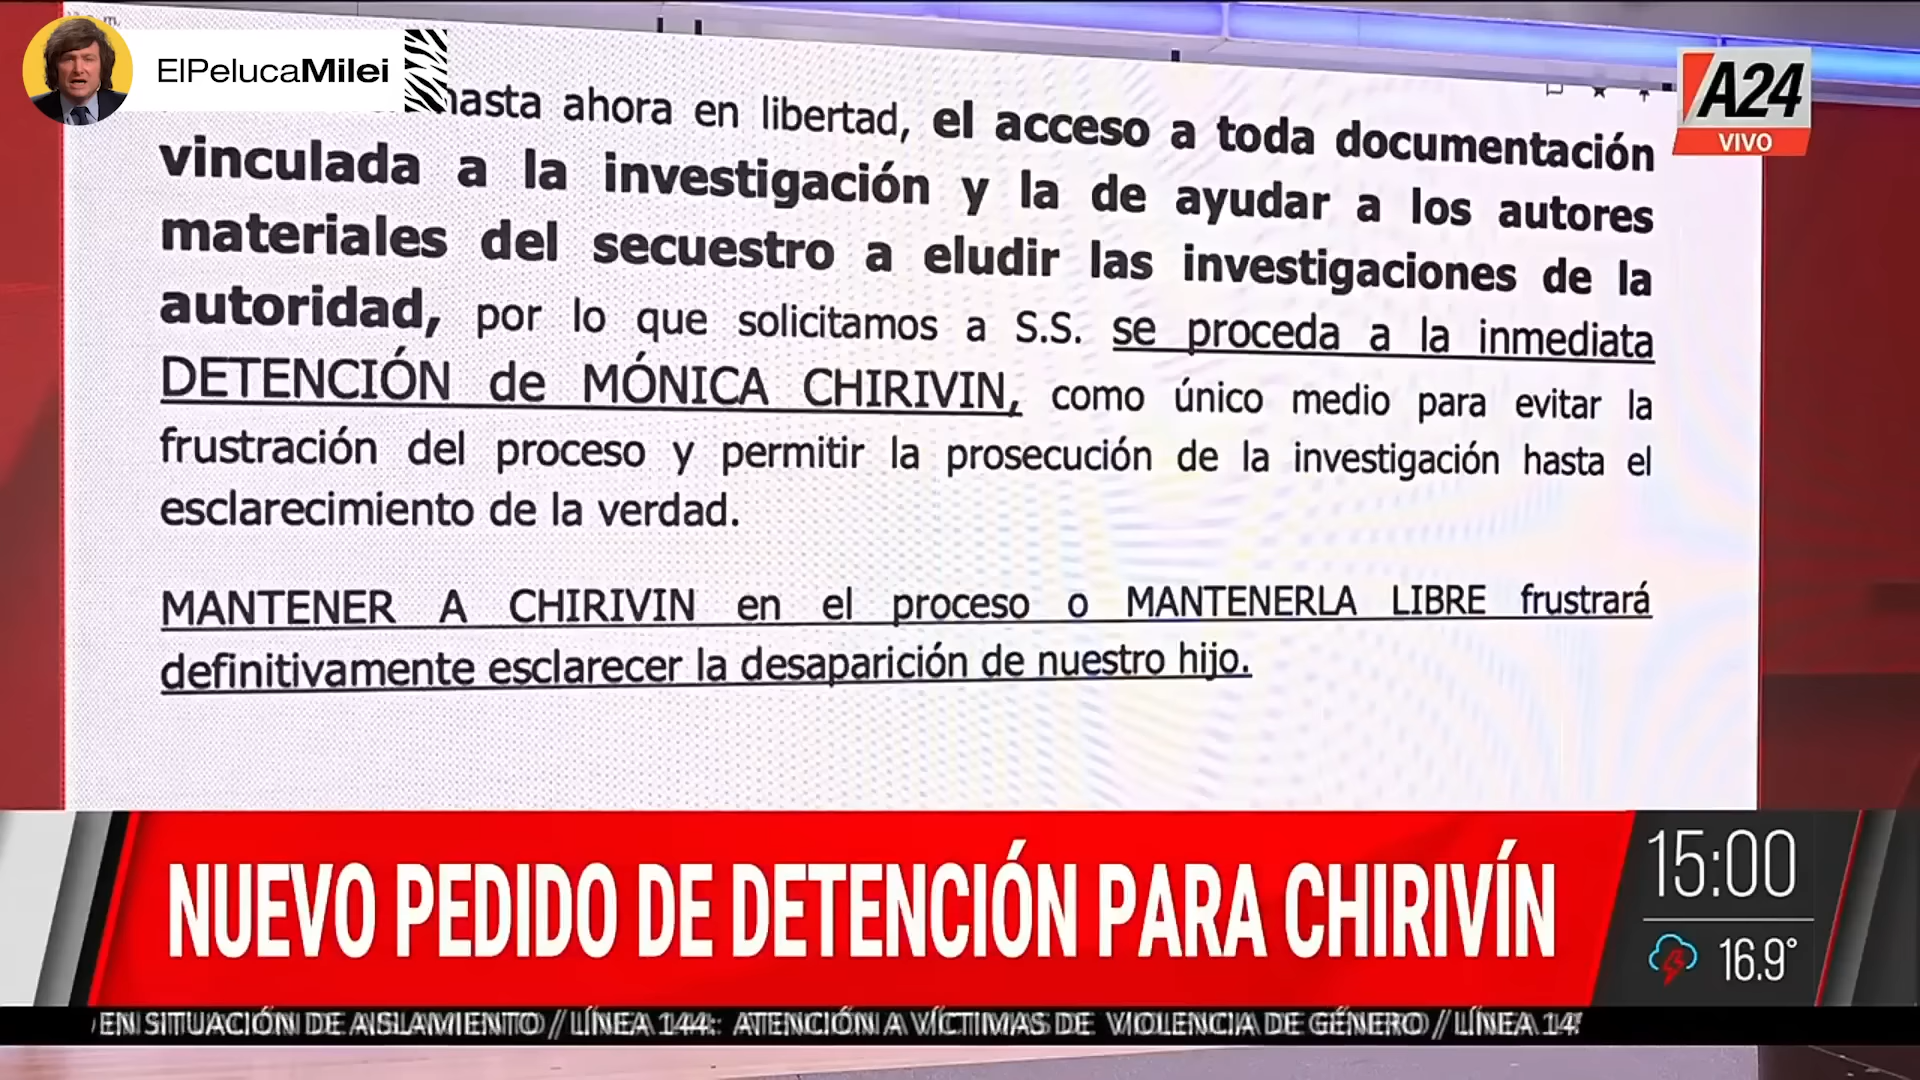 ElPelucaMilei
A24
VIVO
hasta ahora en libertad, el acceso a toda documentación
vinculada a la investigación y la de ayudar a los autores
materiales del secuestro a eludir las investigaciones de la
autoridad, por lo que solicitamos a S.S. se proceda a la inmediata
DETENCIÓN de MÓNICA CHIRIVIN, como único medio para evitar la
frustración del proceso y permitir la prosecución de la investigación hasta el
esclarecimiento de la verdad.
MANTENER A CHIRIVIN en el proceso o MANTENERLA LIBRE frustrará
definitivamente esclarecer la desaparición de nuestro hijo.
NUEVO PEDIDO DE DETENCIÓN PARA CHIRIVÍN
15:00
16.9°
EN SITUACIÓN DE AISLAMIENTO // LÍNEA 144: ATENCIÓN A VÍCTIMAS DE VIOLENCIA DE GÉNERO // LÍNEA 14